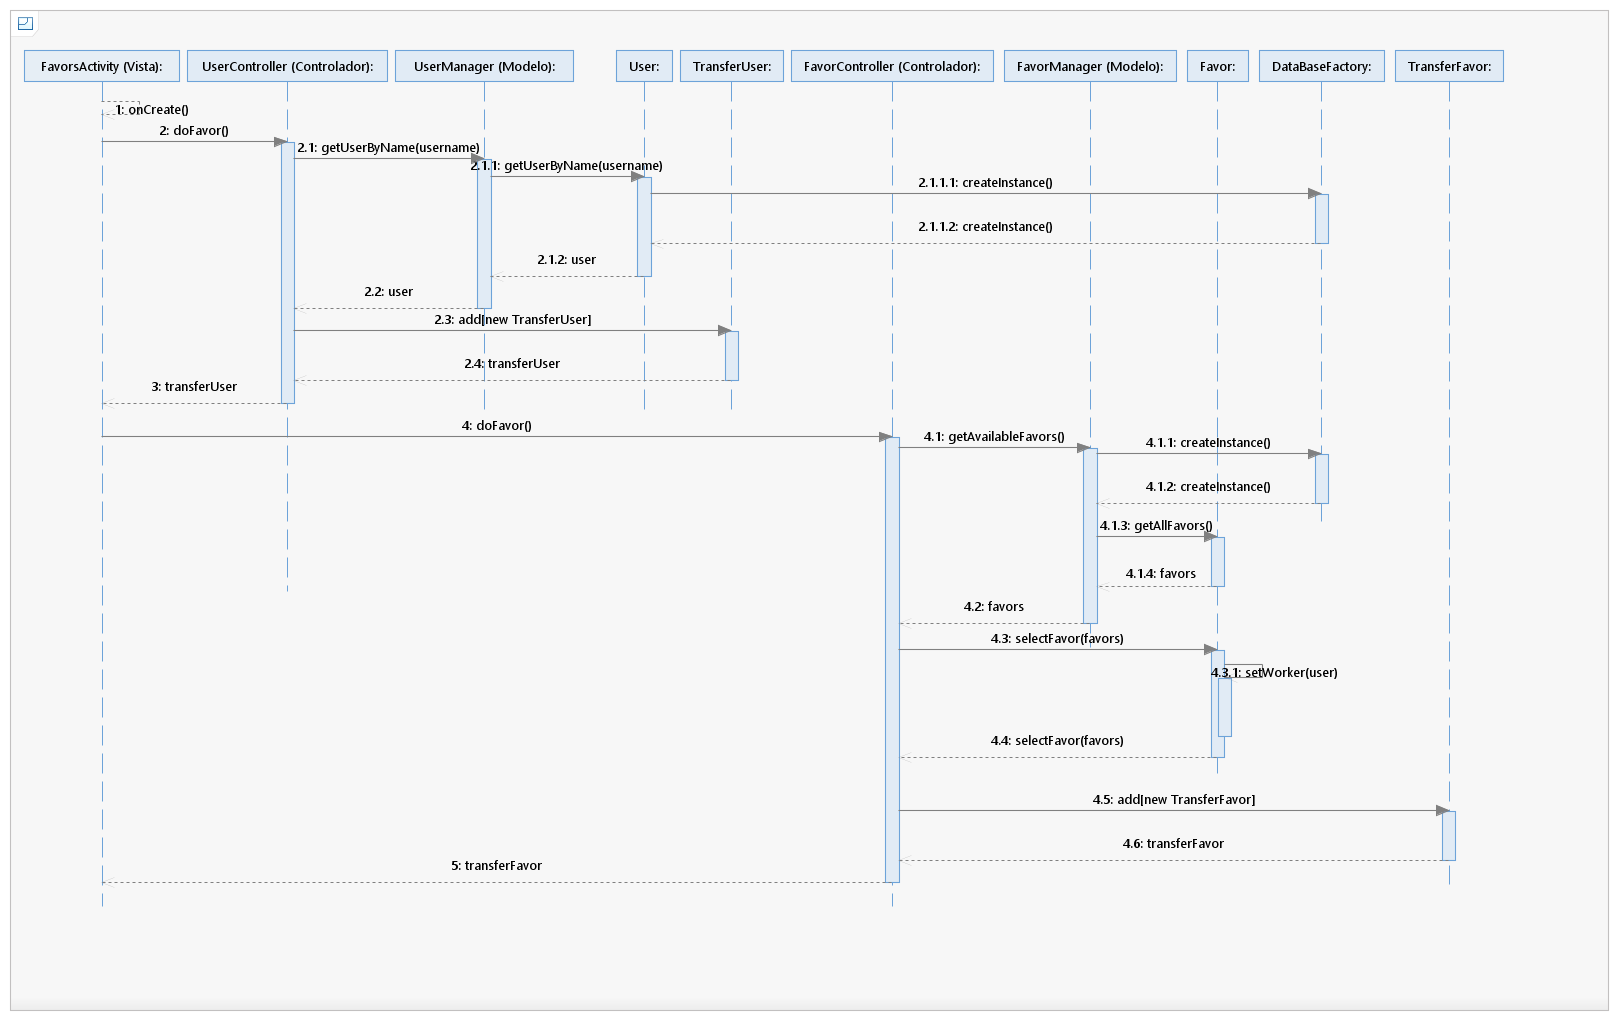 FavorsActivity (Vista):
UserController (Controlador):
UserManager (Modelo):
User:
TransferUser:
FavorController (Controlador):
FavorManager (Modelo):
Favor:
DataBaseFactory:
TransferFavor:
1: onCreate()
2: doFavor()
2.1: getUserByName(username)
2.1.1: getUserByName(username)
2.1.1.1: createInstance()
2.1.1.2: createInstance()
2.1.2: user
2.2: user
2.3: add[new TransferUser]
2.4: transferUser
3: transferUser
4: doFavor()
4.1: getAvailableFavors()
4.1.1: createInstance()
4.1.2: createInstance()
4.1.3: getAllFavors()
4.1.4: favors
4.2: favors
4.3: selectFavor(favors)
4.3.1: setWorker(user)
4.4: selectFavor(favors)
4.5: add[new TransferFavor]
4.6: transferFavor
5: transferFavor